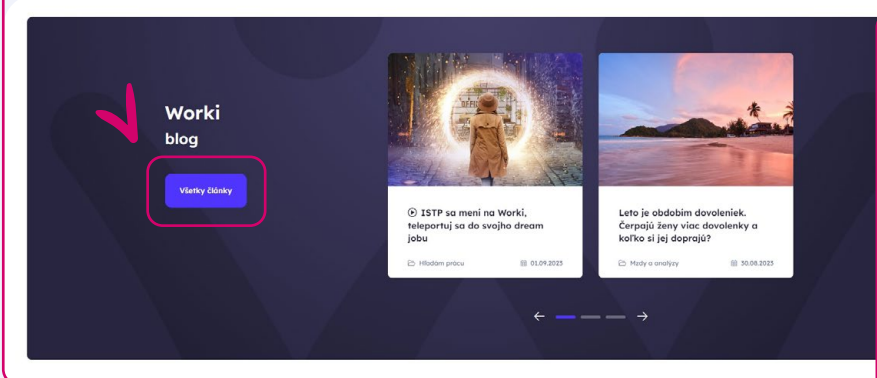 Worki
blog
Všetky články
ISTP sa mení na Worki,
teleportuj sa do svojho dream
jobu
Hľadám prácu
01.09.2023
Leto je obdobím dovoleniek.
Čerpajú ženy viac dovolenky a
koľko si jej doprajú?
Mzdy a analýzy
30.08.2023